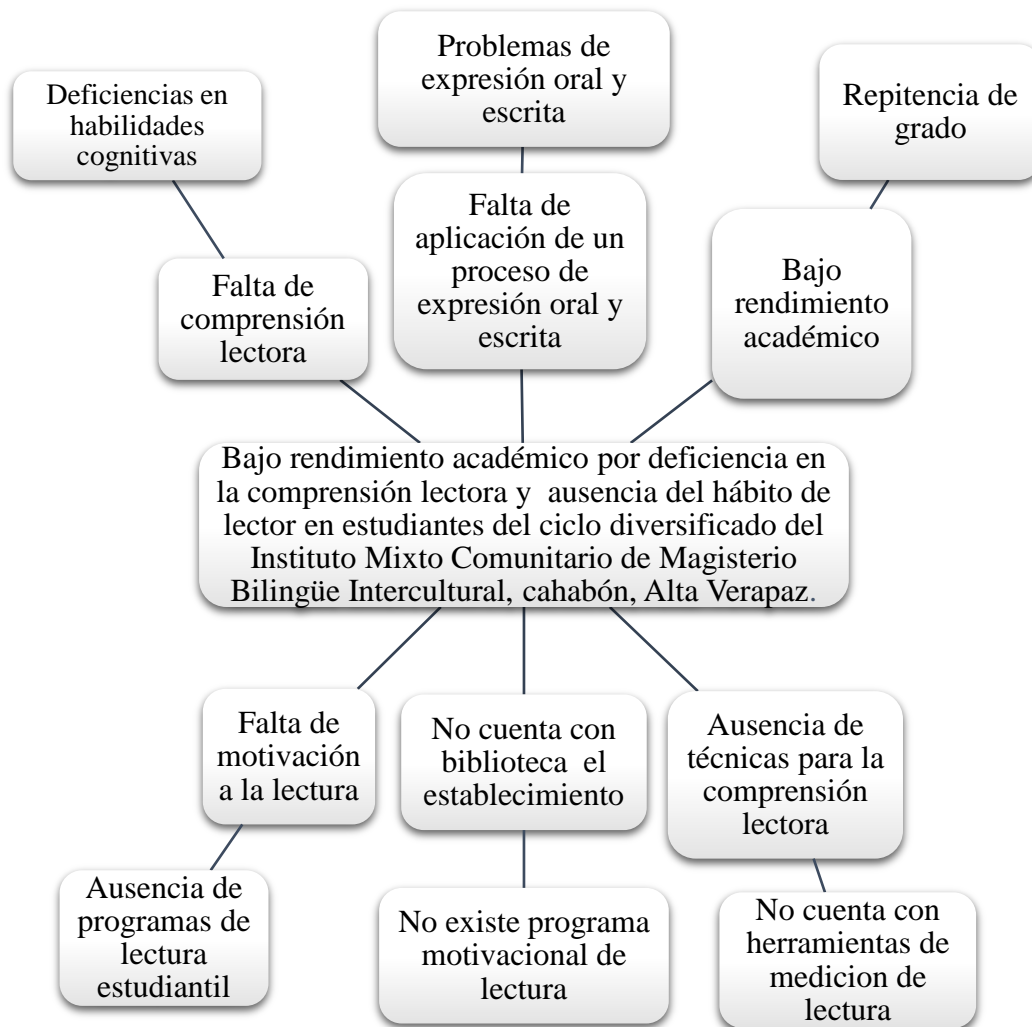 Deficiencias en
habilidades
cognitivas
Problemas de
expresión oral y
escrita
Repitencia de
grado
Falta de
comprensión
lectora
Falta de
aplicación de un
proceso de
expresión oral y
escrita
Bajo
rendimiento
académico
Bajo rendimiento académico por deficiencia en
la comprensión lectora y ausencia del hábito de
lector en estudiantes del ciclo diversificado del
Instituto Mixto Comunitario de Magisterio
Bilingüe Intercultural, cahabón, Alta Verapaz.
Falta de
motivación
a la lectura
No cuenta con
biblioteca el
establecimiento
Ausencia de
técnicas para la
comprensión
lectora
Ausencia de
programas de
lectura
estudiantil
No existe programa
motivacional de
lectura
No cuenta con
herramientas de
medicion de
lectura